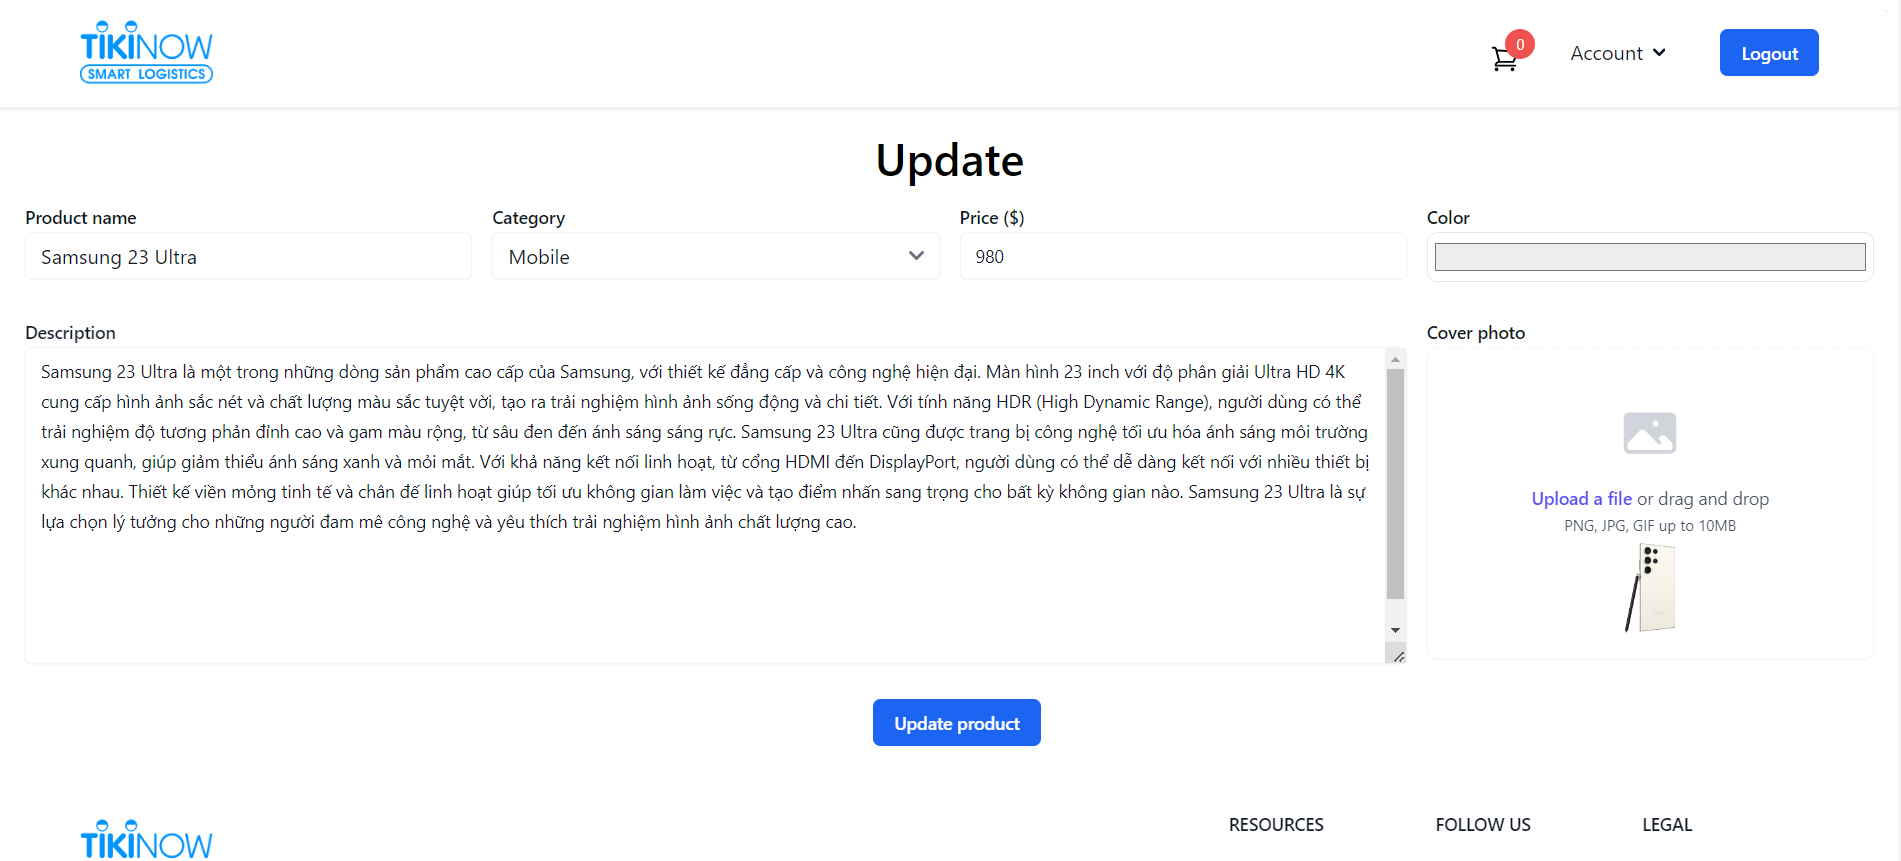 TIKINOW
SMART LOGISTICS
0
Account
Logout
Update
Product name
Category
Price ($)
Color
Samsung 23 Ultra
Mobile
980
Description
Cover photo
Samsung 23 Ultra là một trong những dòng sản phẩm cao cấp của Samsung, với thiết kế đẳng cấp và công nghệ hiện đại. Màn hình 23 inch với độ phân giải Ultra HD 4K
cung cấp hình ảnh sắc nét và chất lượng màu sắc tuyệt vời, tạo ra trải nghiệm hình ảnh sống động và chi tiết. Với tính năng HDR (High Dynamic Range), người dùng có thể
trải nghiệm độ tương phản đỉnh cao và gam màu rộng, từ sâu đen đến ánh sáng sáng rực. Samsung 23 Ultra cũng được trang bị công nghệ tối ưu hóa ánh sáng môi trường
xung quanh, giúp giảm thiểu ánh sáng xanh và mỏi mắt. Với khả năng kết nối linh hoạt, từ cổng HDMI đến DisplayPort, người dùng có thể dễ dàng kết nối với nhiều thiết bị
khác nhau. Thiết kế viền mỏng tinh tế và chân đế linh hoạt giúp tối ưu không gian làm việc và tạo điểm nhấn sang trọng cho bất kỳ không gian nào. Samsung 23 Ultra là sự
lựa chọn lý tưởng cho những người đam mê công nghệ và yêu thích trải nghiệm hình ảnh chất lượng cao.
Upload a file or drag and drop
PNG, JPG, GIF up to 10MB
Update product
TIKINOW
RESOURCES
FOLLOW US
LEGAL